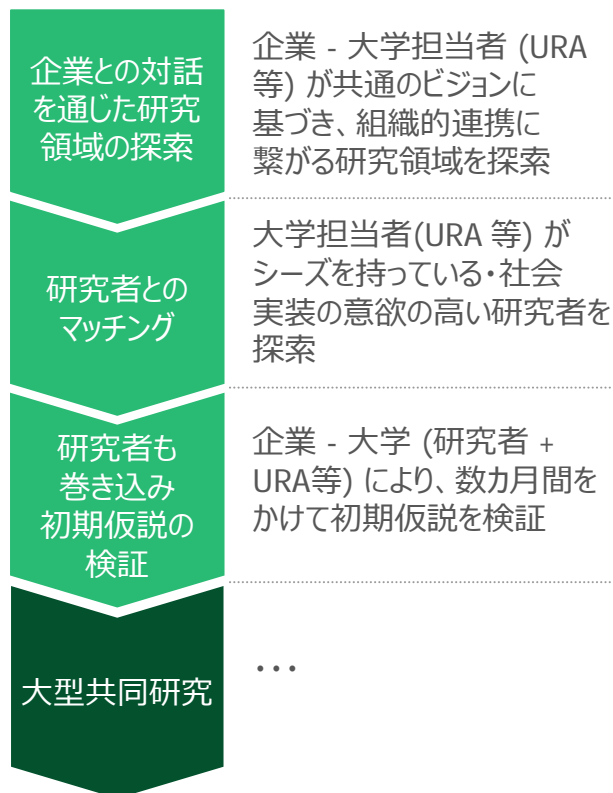 企業との対話
を通じた研究
領域の探索
企業 - 大学担当者 (URA
等) が共通のビジョンに
基づき、組織的連携に
繋がる研究領域を探索
研究者との
マッチング
大学担当者(URA 等) が
シーズを持っている・社会
実装の意欲の高い研究者を
探索
研究者も
巻き込み
初期仮説の
検証
企業 - 大学 (研究者 +
URA等) により、数カ月間を
かけて初期仮説を検証
大型共同研究
・・・